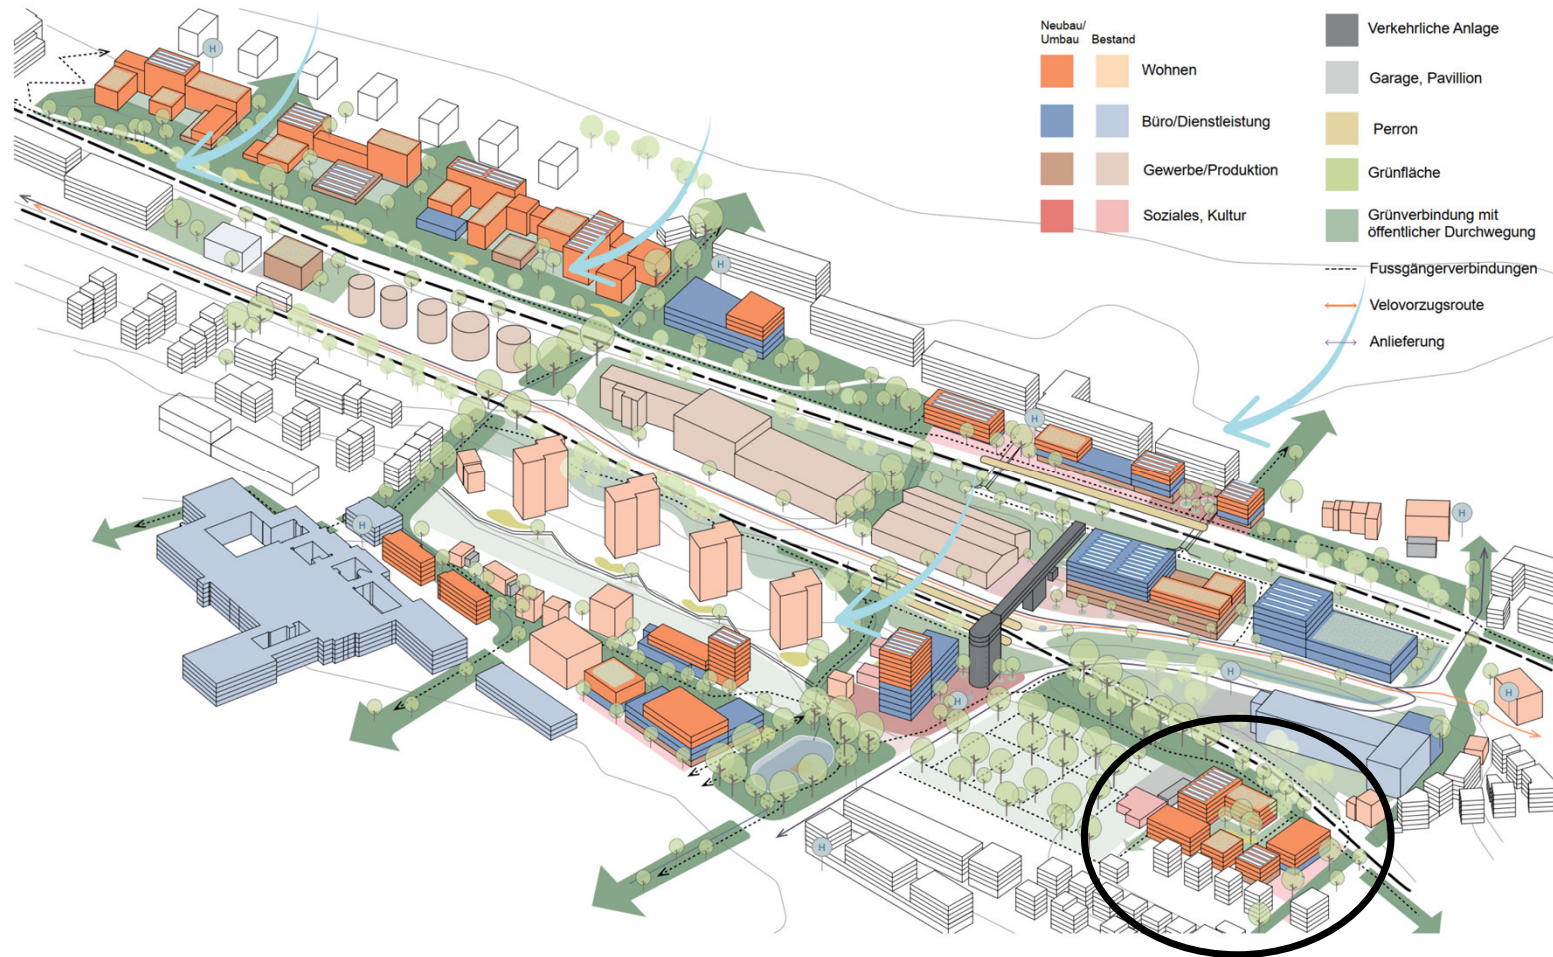 Neubau/
Umbau Bestand
Wohnen
Büro/Dienstleistung
Gewerbe/Produktion
Soziales, Kultur
Verkehrliche Anlage
Garage, Pavillion
Perron
Grünfläche
Grünverbindung mit
öffentlicher Durchwegung
Fussgängerverbindungen
Velovorzugsroute
Anlieferung
H
H
H
H
H
H
H
H
H